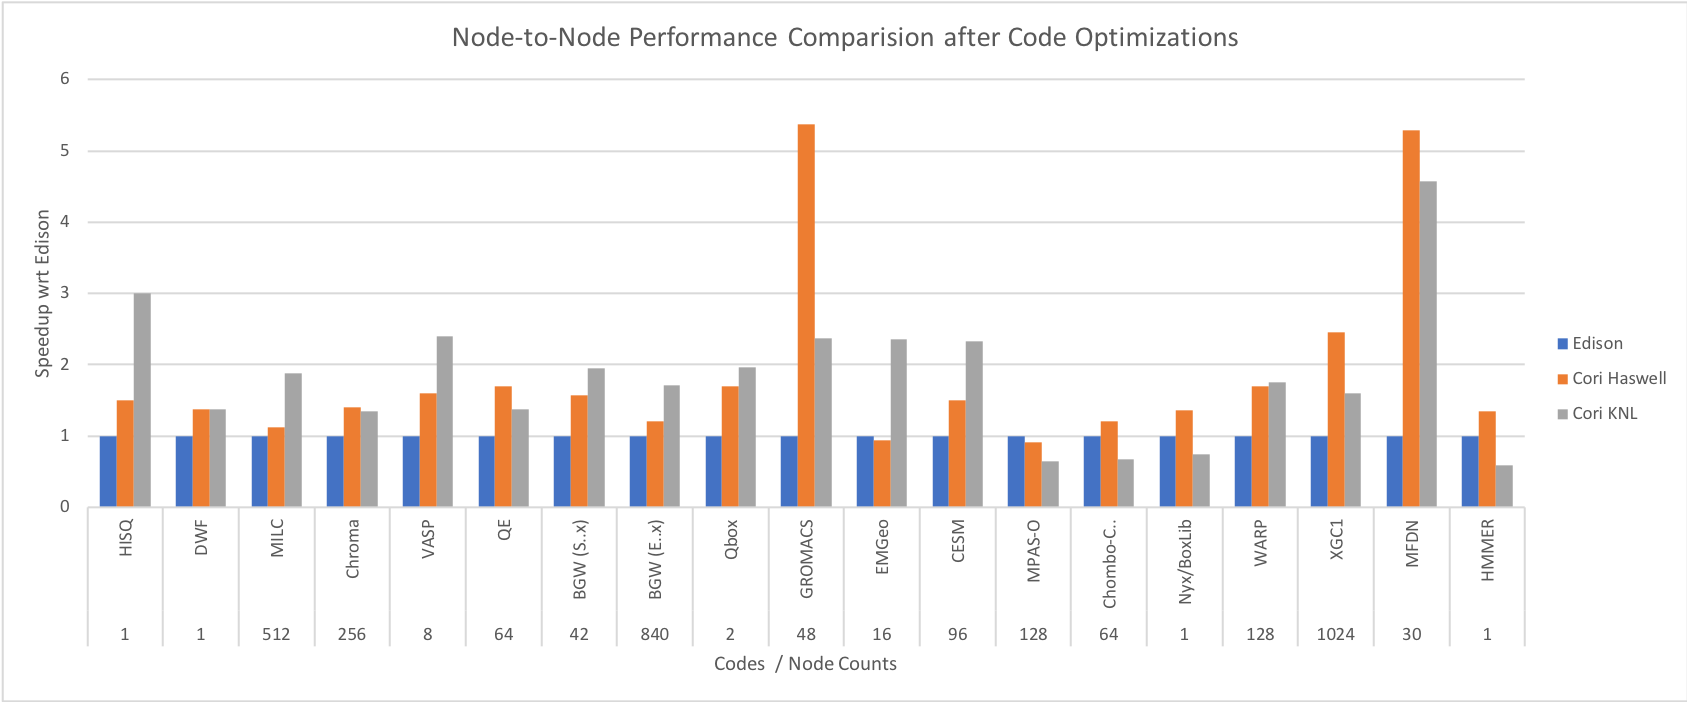 Node-to-Node Performance Comparision after Code Optimizations
6
5
4
3
2
1
0
Speedup wrt Edison
HISQ
DWF
MILC
Chroma
VASP
QE
BGW (S..x)
BGW (E..x)
Qbox
GROMACS
EMGeo
CESM
MPAS-O
Chombo-C..
Nyx/BoxLib
WARP
XGC1
MFDN
HMMER
1 1 512 256 8 64 42 840 2 48 16 96 128 64 1 128 1024 30 1
Codes / Node Counts
Edison
Cori Haswell
Cori KNL